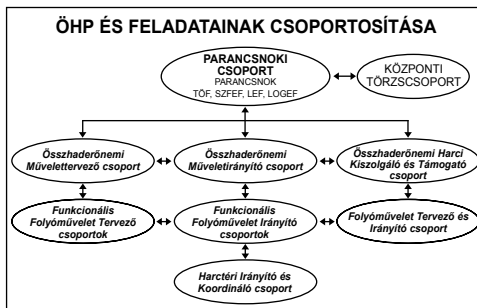 ÖHP ÉS FELADATAINAK CSOPORTOSÍTÁSA
PARANCSNOKI
CSOPORT
PARANCSNOK
TÖF, SZFEF, LEF, LOGEF
KÖZPONTI
TÖRZSCSOPORT
Összhaderőnemi
Művelettervező csoport
Összhaderőnemi
Műveletirányító csoport
Összhaderőnemi Harci
Kiszolgáló és Támogató
csoport
Funkcionális
Folyóművelet Tervező
csoportok
Funkcionális
Folyóművelet Irányító
csoportok
Folyóművelet Tervező és
Irányító csoport
Harctéri Irányító és
Koordináló csoport